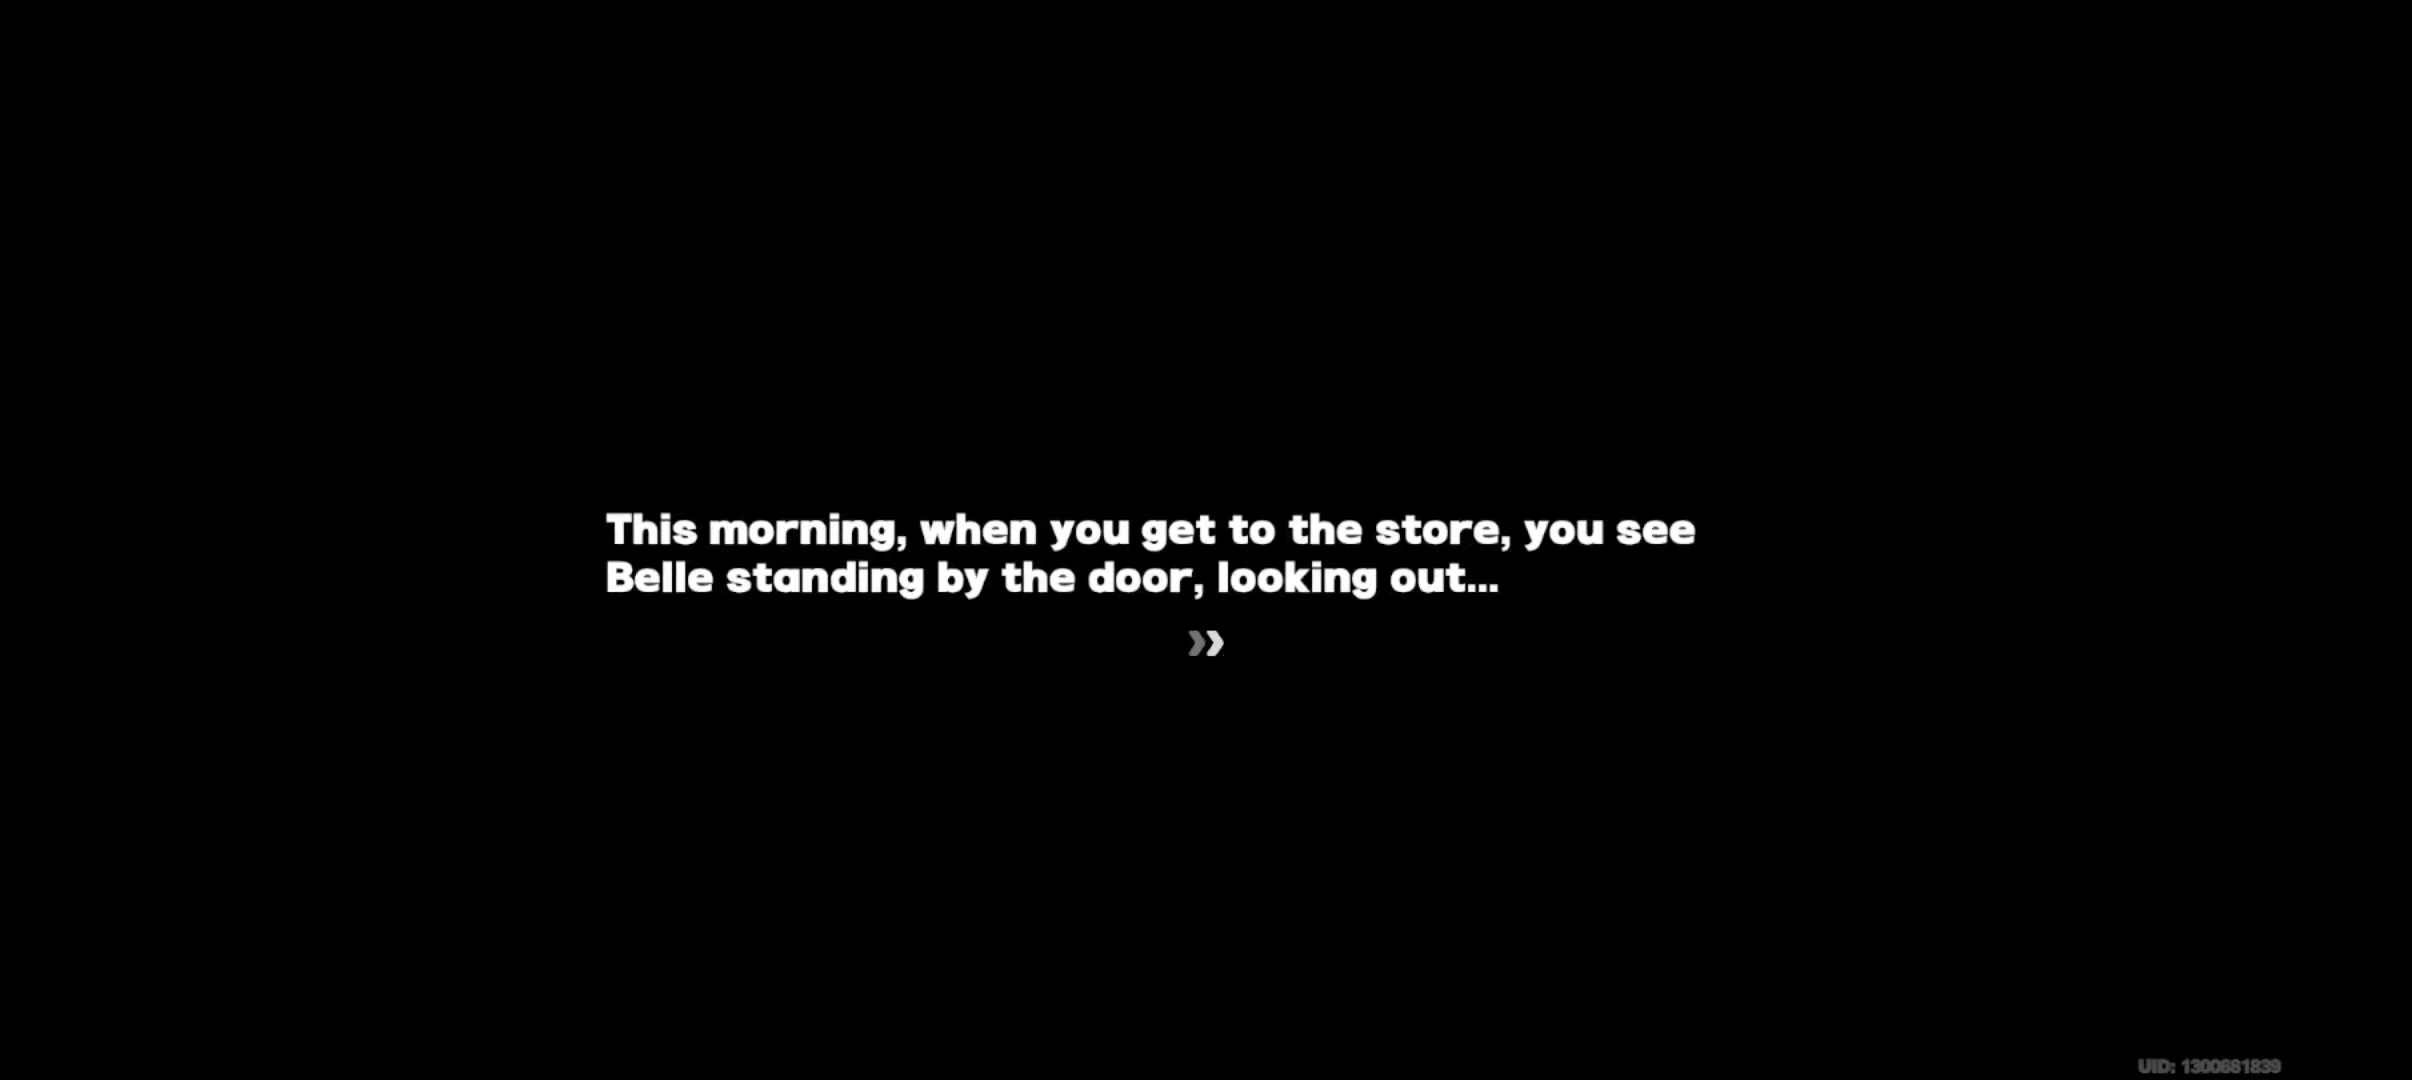 This morning, when you get to the store, you see
Belle standing by the door, looking out...
UID: 1300681839